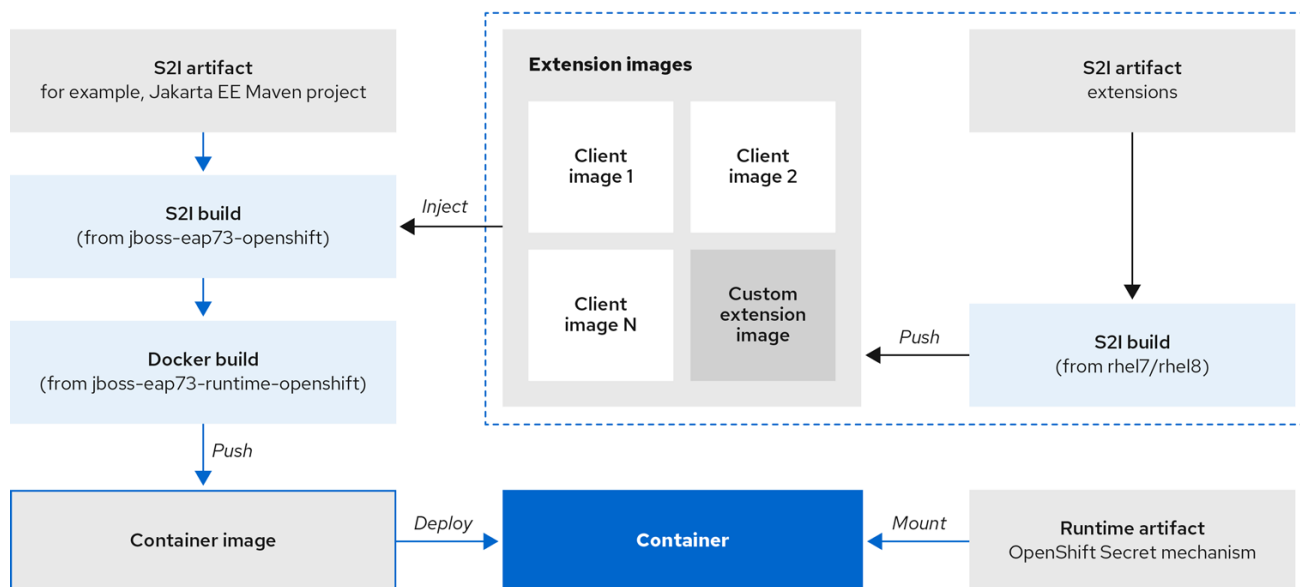 S2I artifact
for example, Jakarta EE Maven project
S2I build
(from jboss-eap73-openshift)
Docker build
(from jboss-eap73-runtime-openshift)
Push
Container image
Inject
Extension images
Client
image 1
Client
image 2
Client
image N
Custom
extension
image
S2I artifact
extensions
Push
S2I build
(from rhel7/rhel8)
Deploy
Container
Mount
Runtime artifact
OpenShift Secret mechanism